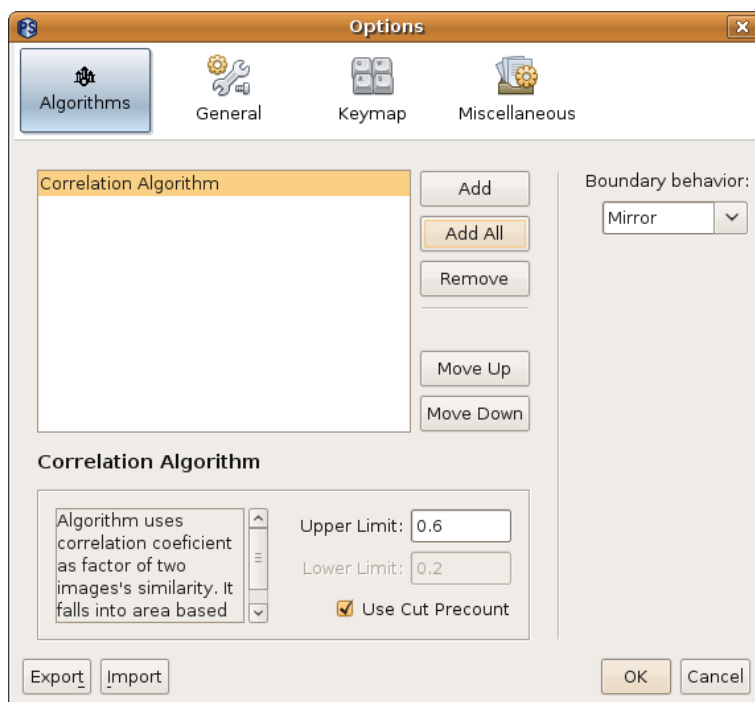 PS
Options
Algorithms
General
Keymap
Miscellaneous
Correlation Algorithm
Add
Add All
Remove
Move Up
Move Down
Boundary behavior:
Mirror
Correlation Algorithm
Algorithm uses
correlation coeficient
as factor of two
images's similarity. It
falls into area based
Upper Limit: 0.6
Lower Limit: 0.2
Use Cut Precount
Export
Import
OK
Cancel